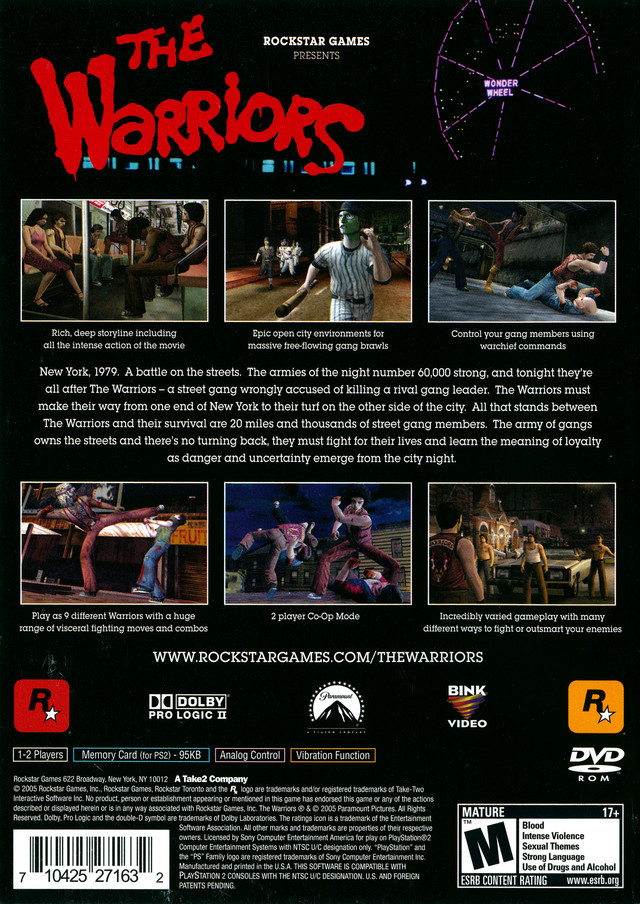 ROCKSTAR GAMES
PRESENTS
THE
WARRIORS
WONDER
WHEEL
Rich, deep storyline including
all the intense action of the movie
Epic open city environments for
massive free-flowing gang brawls
Control your gang members using
warchief commands
New York, 1979. A battle on the streets. The armies of the night number 60,000 strong, and tonight they're
all after The Warriors – a street gang wrongly accused of killing a rival gang leader. The Warriors must
make their way from one end of New York to their turf on the other side of the city. All that stands between
The Warriors and their survival are 20 miles and thousands of street gang members. The army of gangs
owns the streets and there's no turning back, they must fight for their lives and learn the meaning of loyalty
as danger and uncertainty emerge from the city night.
FRUIT
Play as 9 different Warriors with a huge
range of visceral fighting moves and combos
2 player Co-Op Mode
Incredibly varied gameplay with many
different ways to fight or outsmart your enemies
WWW.ROCKSTARGAMES.COM/THEWARRIORS
R
DOLBY
PRO LOGIC II
Paramount
BINK
VIDEO
R
1-2 Players
Memory Card (for PS2) - 95KB
Analog Control
Vibration Function
DVD
ROM
Rockstar Games 622 Broadway, New York, NY 10012 A Take2 Company
© 2005 Rockstar Games, Inc., Rockstar Games, Rockstar Toronto and the R logo are trademarks and/or registered trademarks of Take-Two
Interactive Software Inc. No product, person or establishment appearing or mentioned in this game has endorsed this game or any of the actions
described or displayed herein or is in any way associated with Rockstar Games, Inc. The Warriors ® & © 2005 Paramount Pictures. All Rights
Reserved. Dolby, Pro Logic and the double-D symbol are trademarks of Dolby Laboratories. The ratings icon is a trademark of the Entertainment
Software Association. All other marks and trademarks are properties of their respective
owners. Licensed by Sony Computer Entertainment America for play on PlayStation®2
Computer Entertainment Systems with NTSC U/C designation only. "PlayStation" and
the "PS" Family logo are registered trademarks of Sony Computer Entertainment Inc.
Manufactured and printed in the U.S.A. THIS SOFTWARE IS COMPATIBLE WITH
PLAYSTATION 2 CONSOLES WITH THE NTSC U/C DESIGNATION. U.S. AND FOREIGN
PATENTS PENDING.
7 10425 27163 2
MATURE 17+
M
Blood
Intense Violence
Sexual Themes
Strong Language
Use of Drugs and Alcohol
ESRB CONTENT RATING www.esrb.org